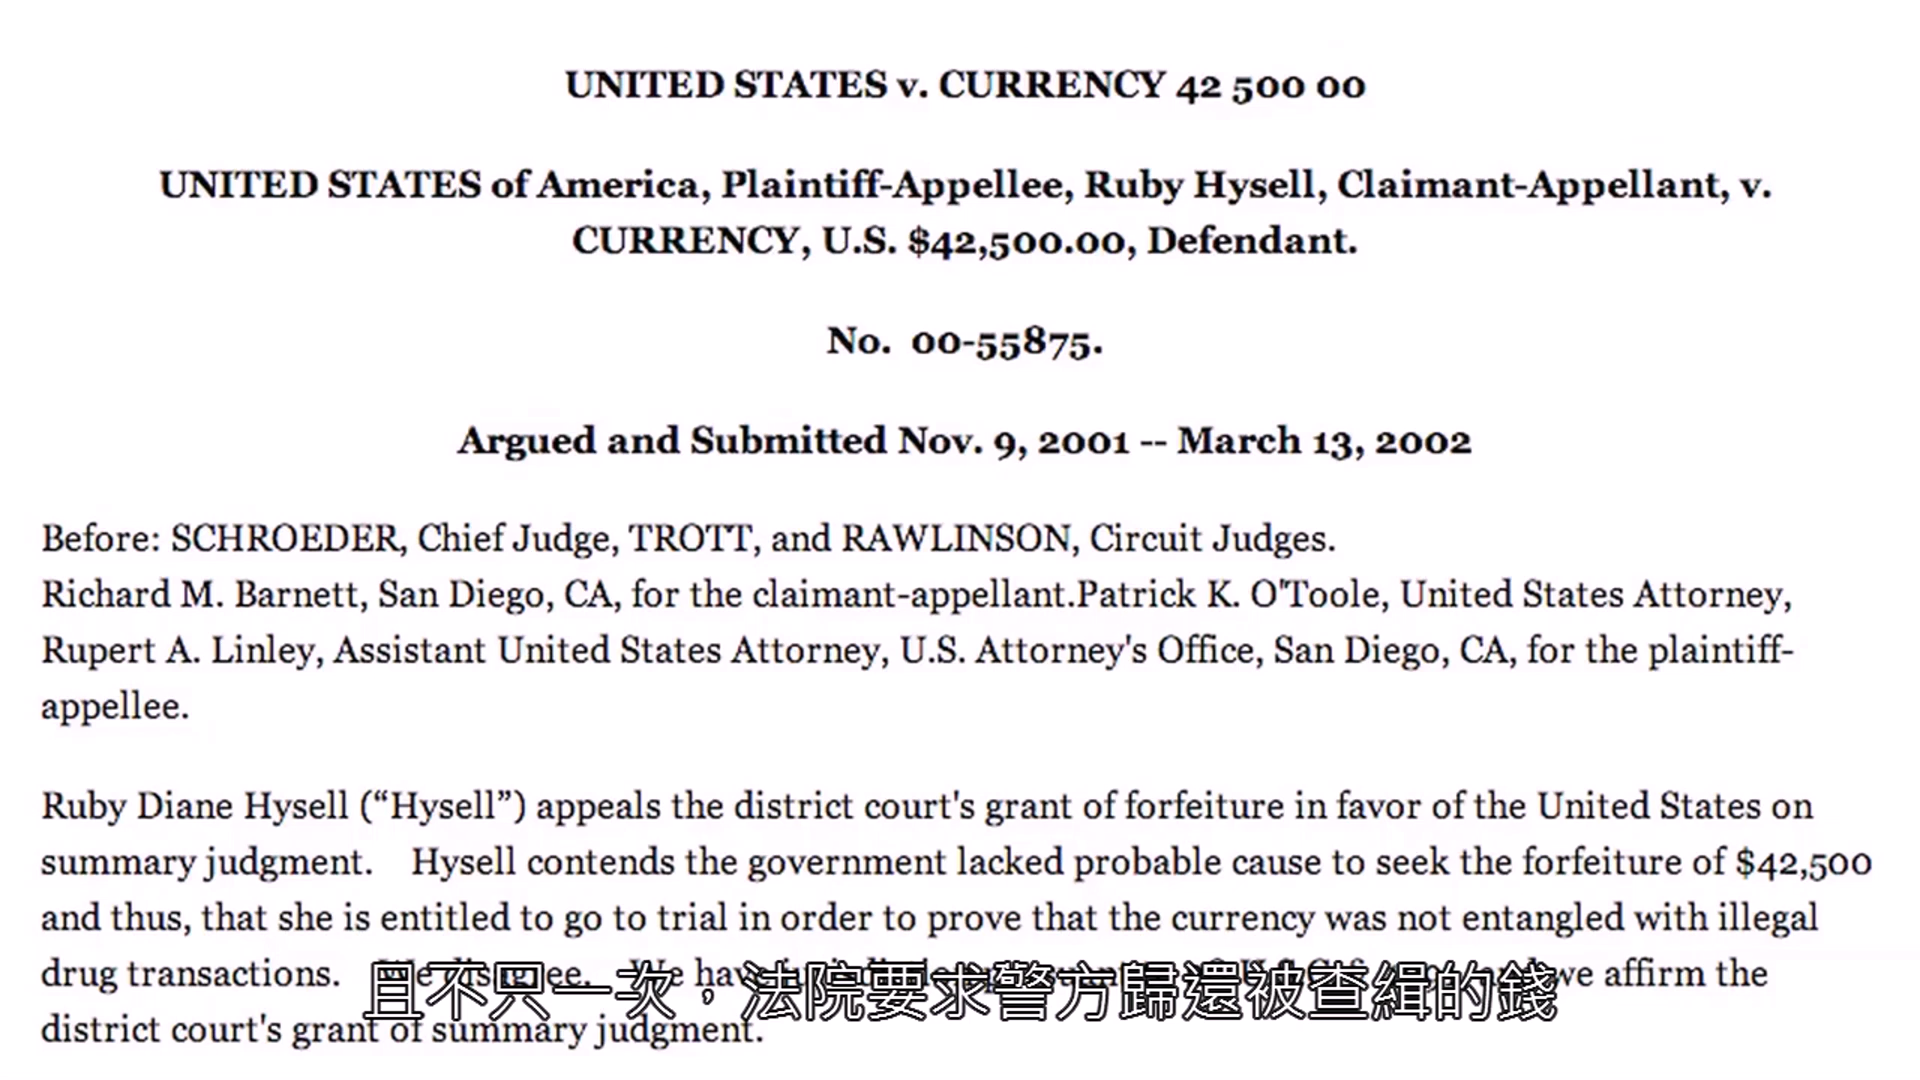 UNITED STATES v. CURRENCY 42 500 00
UNITED STATES of America, Plaintiff-Appellee, Ruby Hysell, Claimant-Appellant, v.
CURRENCY, U.S. $42,500.00, Defendant.
No. 00-55875.
Argued and Submitted Nov. 9, 2001 -- March 13, 2002
Before: SCHROEDER, Chief Judge, TROTT, and RAWLINSON, Circuit Judges.
Richard M. Barnett, San Diego, CA, for the claimant-appellant.Patrick K. O'Toole, United States Attorney,
Rupert A. Linley, Assistant United States Attorney, U.S. Attorney's Office, San Diego, CA, for the plaintiff-
appellee.
Ruby Diane Hysell (“Hysell”) appeals the district court's grant of forfeiture in favor of the United States on
summary judgment. Hysell contends the government lacked probable cause to seek the forfeiture of $42,500
and thus, that she is entitled to go to trial in order to prove that the currency was not entangled with illegal
drug transactions. We disagree. We have we affirm the
且不只一次，法院要求警方歸還被查緝的錢
district court's grant of summary judgment.